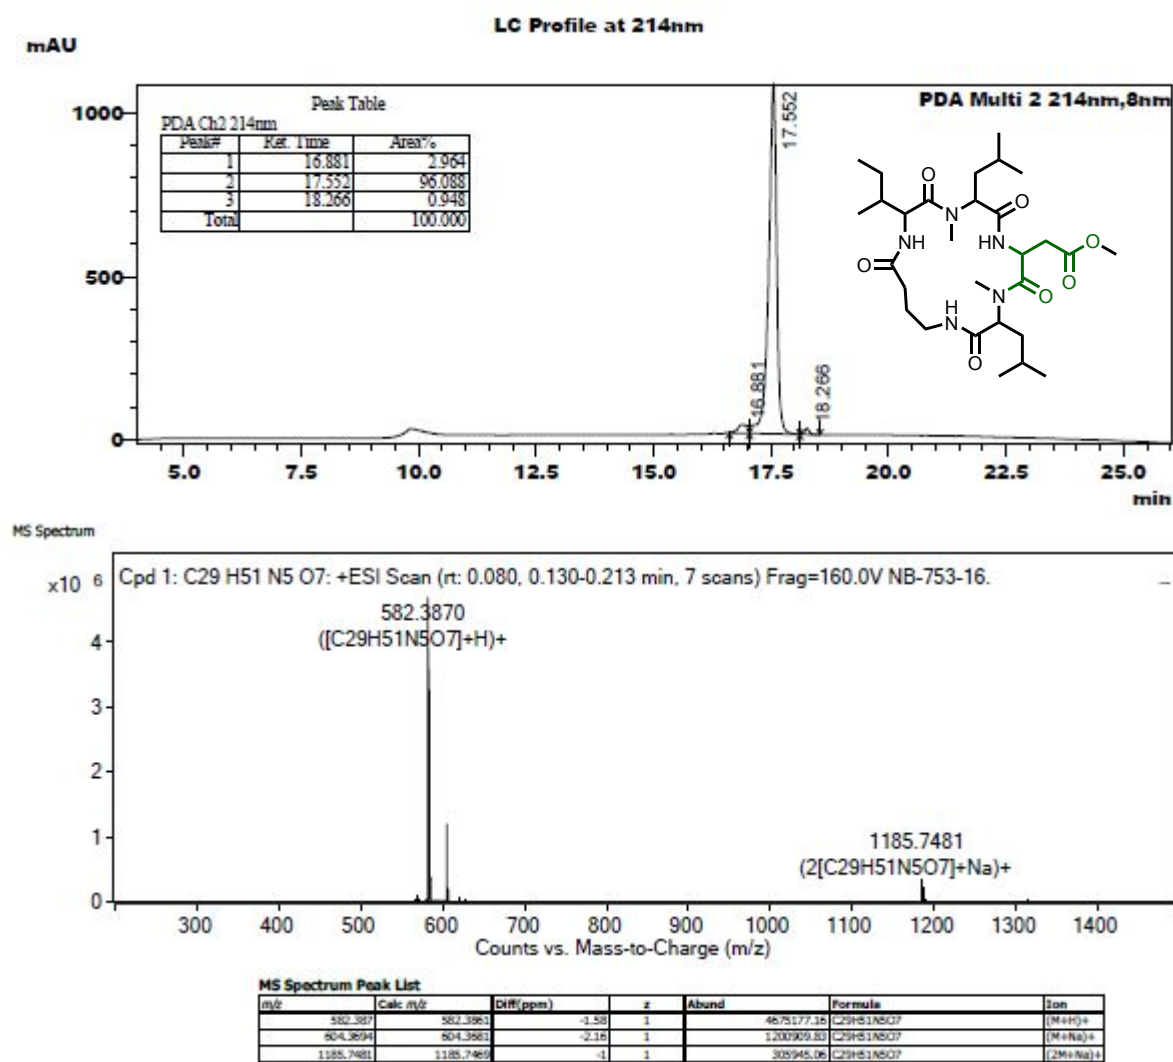 LC Profile at 214nm
mAU
Peak Table
PDA Multi 2 214nm,8nm
PDA Ch2 214nm
Peak# Ret. Time Area%
1 16.881 2.964
2 17.552 96.088
3 18.266 0.948
Total 100.000
1000
500
0
16.881
17.552
18.266
O
N
O
HN
O
O
NH
O
N
O
H
N
O
5.0 7.5 10.0 12.5 15.0 17.5 20.0 22.5 25.0
min
MS Spectrum
x10 6
Cpd 1: C29 H51 N5 O7: +ESI Scan (rt: 0.080, 0.130-0.213 min, 7 scans) Frag=160.0V NB-753-16.
582.3870
([C29H51N5O7]+H)+
4
3
2
1
0
1185.7481
(2[C29H51N5O7]+Na)+
300 400 500 600 700 800 900 1000 1100 1200 1300 1400
Counts vs. Mass-to-Charge (m/z)
MS Spectrum Peak List
m/z Calc m/z Diff(ppm) z Abund Formula Ion
582.387 582.3861 -1.58 1 4675177.16 C29H51N5O7 (M+H)+
604.3694 604.3681 -2.16 1 1200909.83 C29H51N5O7 (M+Na)+
1185.7481 1185.7469 -1 1 305945.06 C29H51N5O7 (2M+Na)+